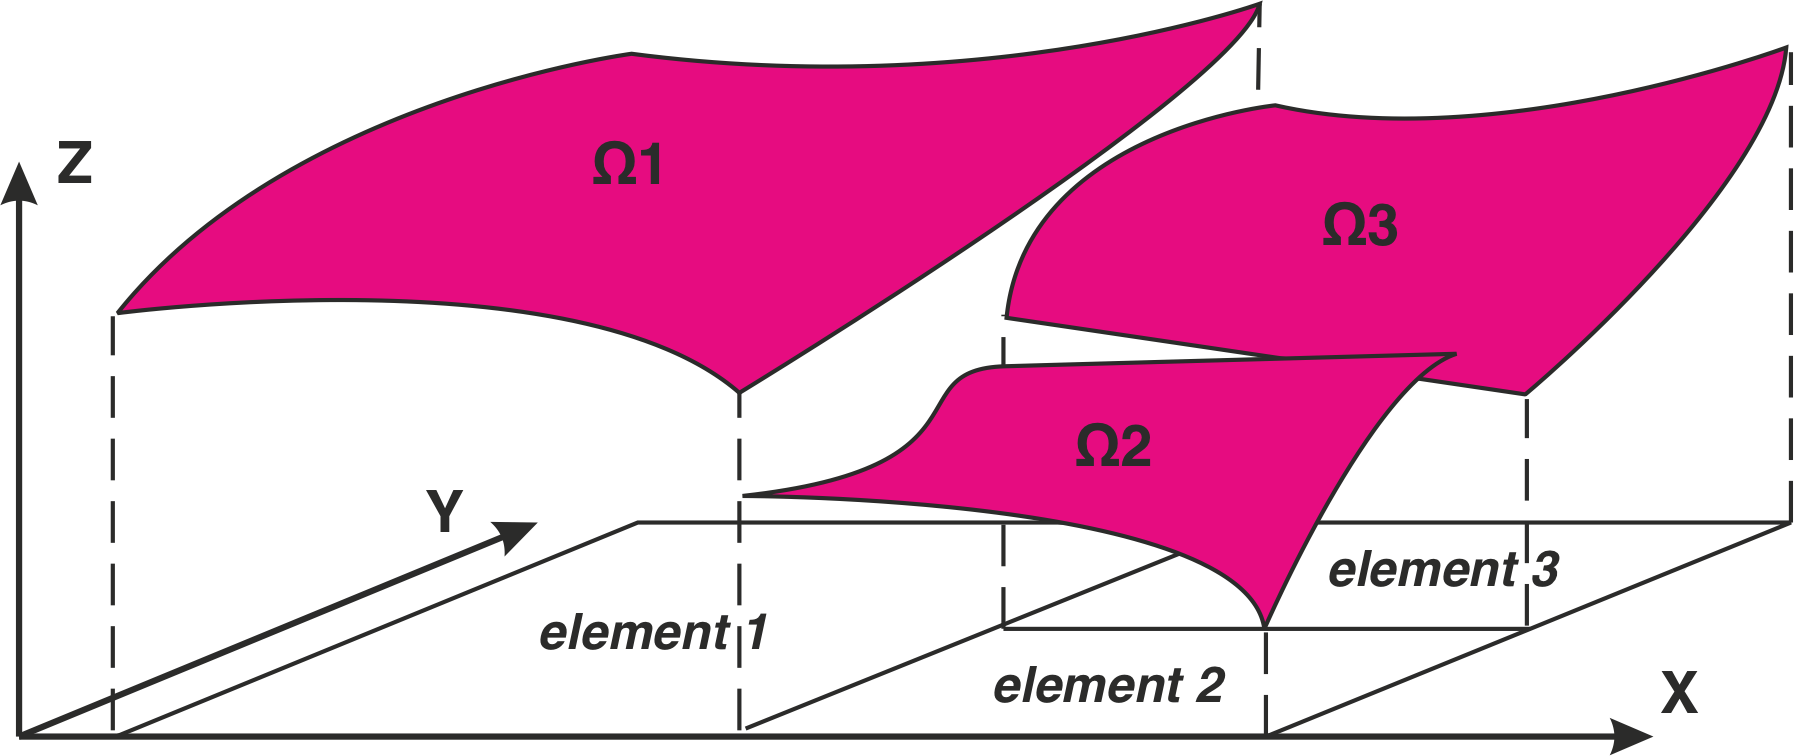 Z
Ω1
Ω3
Ω2
Y
element 3
element 1
element 2
X